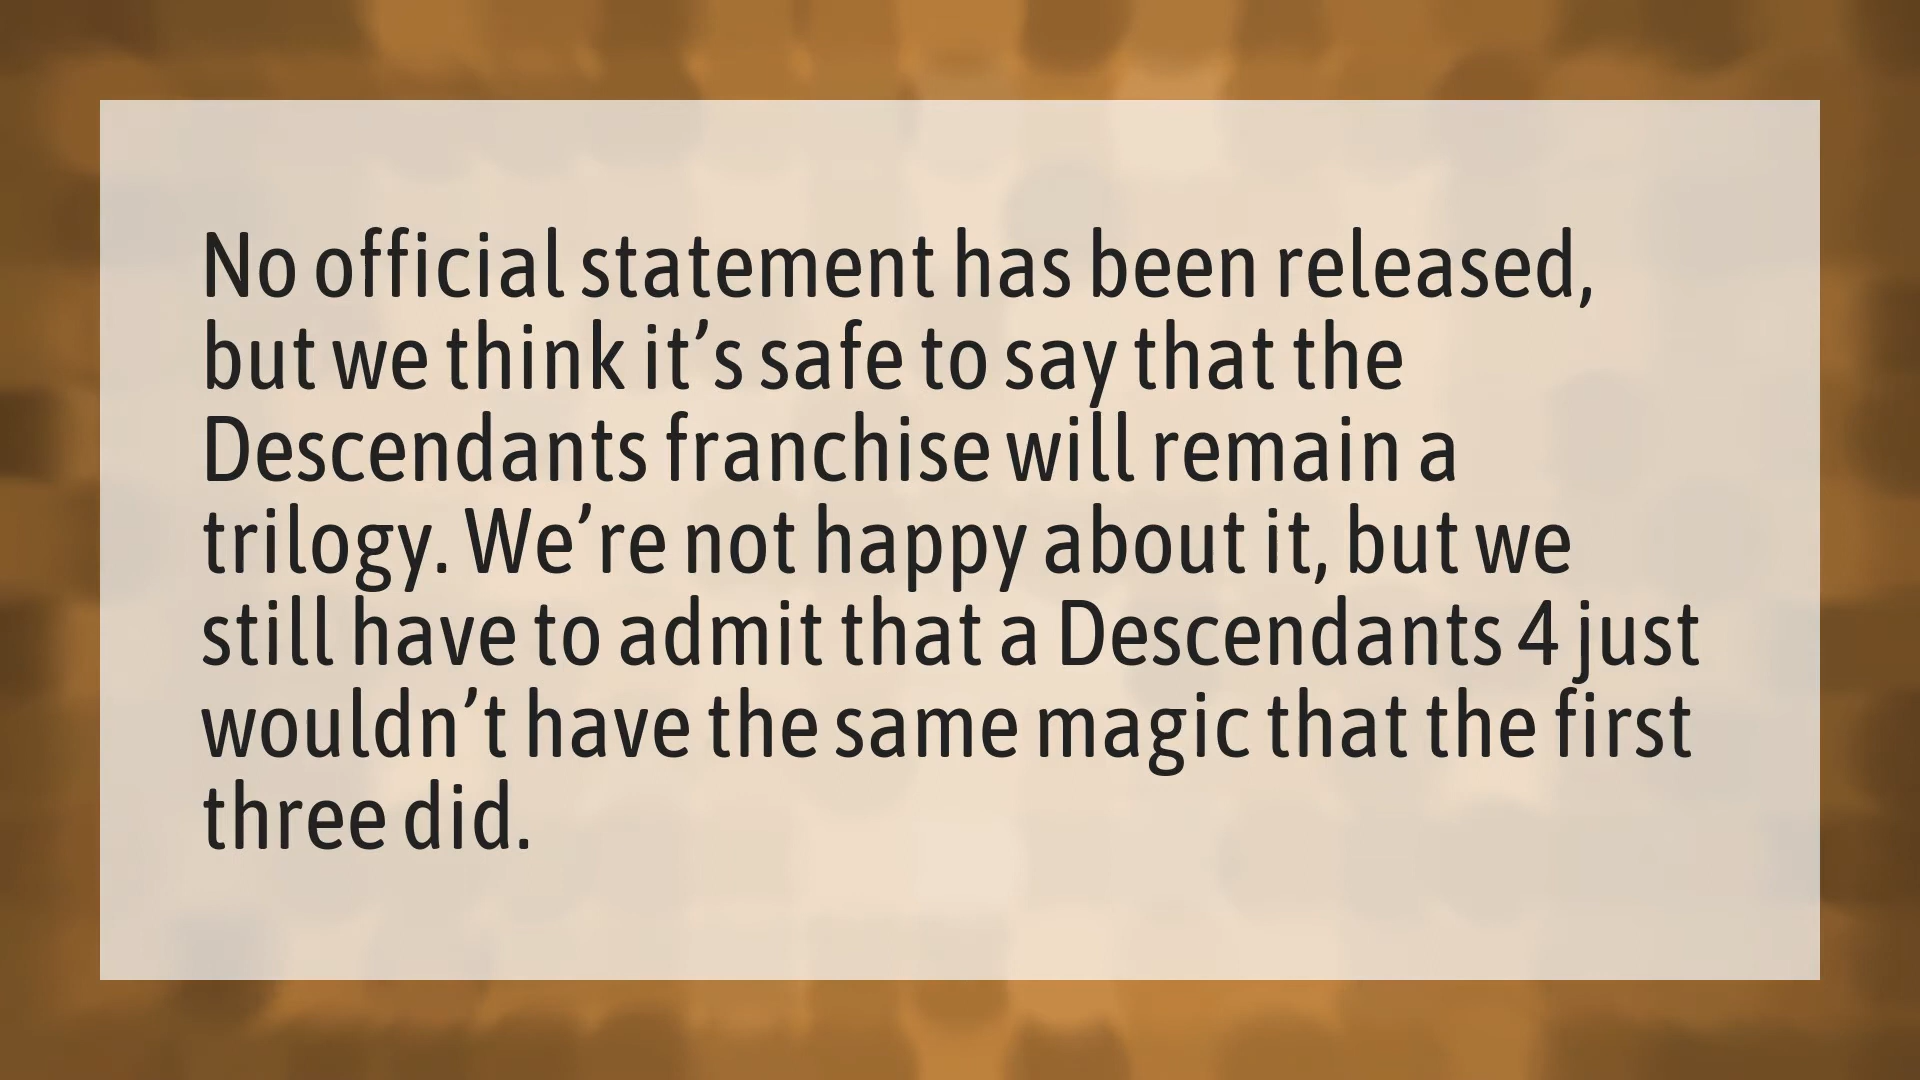 No official statement has been released,
but we think it’s safe to say that the
Descendants franchise will remain a
trilogy. We’re not happy about it, but we
still have to admit that a Descendants 4 just
wouldn’t have the same magic that the first
three did.